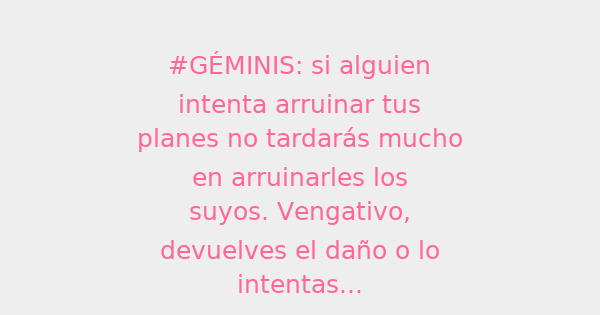 #GÉMINIS: si alguien
intenta arruinar tus
planes no tardarás mucho
en arruinarles los
suyos. Vengativo,
devuelves el daño o lo
intentas...